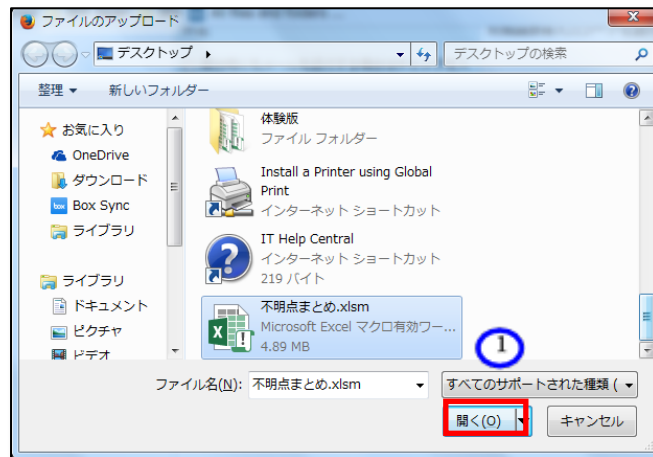 ファイルのアップロード
デスクトップ
デスクトップの検索
整理
新しいフォルダー
お気に入り
OneDrive
ダウンロード
box
Box Sync
ライブラリ
ライブラリ
ドキュメント
ピクチャ
ビデオ
体験版
ファイル フォルダー
Install a Printer using Global
Print
インターネット ショートカット
IT Help Central
インターネット ショートカット
219 バイト
不明点まとめ.xlsm
Microsoft Excel マクロ有効ワー...
4.89 MB
1
ファイル名(N):
不明点まとめ.xlsm
すべてのサポートされた種類 (
開く(O)
キャンセル